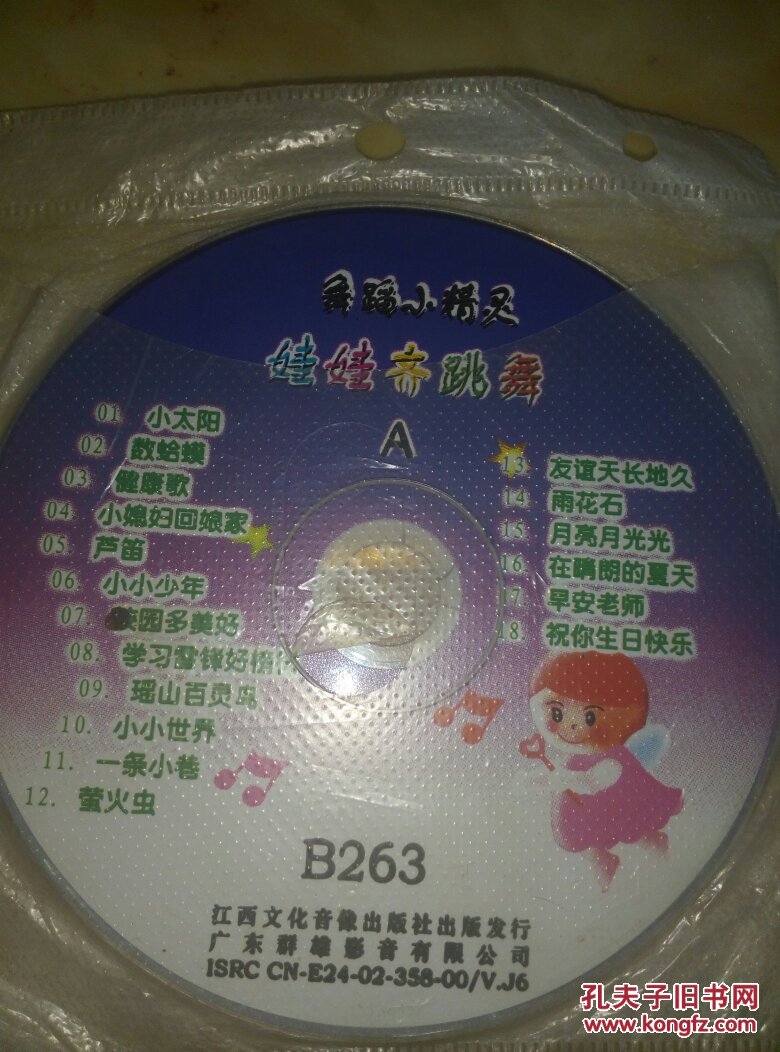 舞蹈小精灵
娃娃齐跳舞
A
01. 小太阳
02. 数蛤蟆
03. 健康歌
04. 小媳妇回娘家
05. 芦笛
06. 小小少年
07. 校园多美好
08. 学习雷锋好榜样
09. 瑶山百灵鸟
10. 小小世界
11. 一条小巷
12. 萤火虫
13. 友谊天长地久
14. 雨花石
15. 月亮月光光
16. 在晴朗的夏天
17. 早安老师
18. 祝你生日快乐
B263
江西文化音像出版社出版发行
广东群雄影音有限公司
ISRC CN-E24-02-358-00/V.J6
孔夫子旧书网
www.kongfz.com